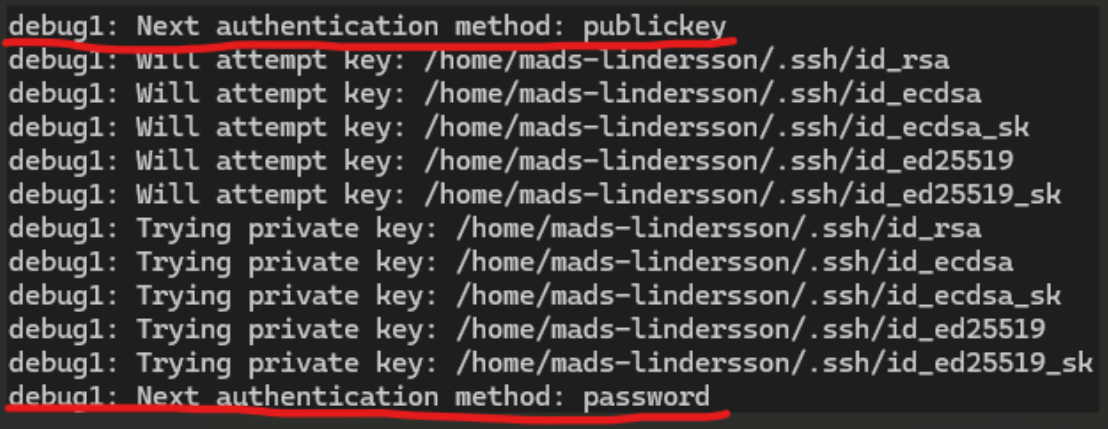 debug1: Next authentication method: publickey
debug1: Will attempt key: /home/mads-lindersson/.ssh/id_rsa
debug1: Will attempt key: /home/mads-lindersson/.ssh/id_ecdsa
debug1: Will attempt key: /home/mads-lindersson/.ssh/id_ecdsa_sk
debug1: Will attempt key: /home/mads-lindersson/.ssh/id_ed25519
debug1: Will attempt key: /home/mads-lindersson/.ssh/id_ed25519_sk
debug1: Trying private key: /home/mads-lindersson/.ssh/id_rsa
debug1: Trying private key: /home/mads-lindersson/.ssh/id_ecdsa
debug1: Trying private key: /home/mads-lindersson/.ssh/id_ecdsa_sk
debug1: Trying private key: /home/mads-lindersson/.ssh/id_ed25519
debug1: Trying private key: /home/mads-lindersson/.ssh/id_ed25519_sk
debug1: Next authentication method: password